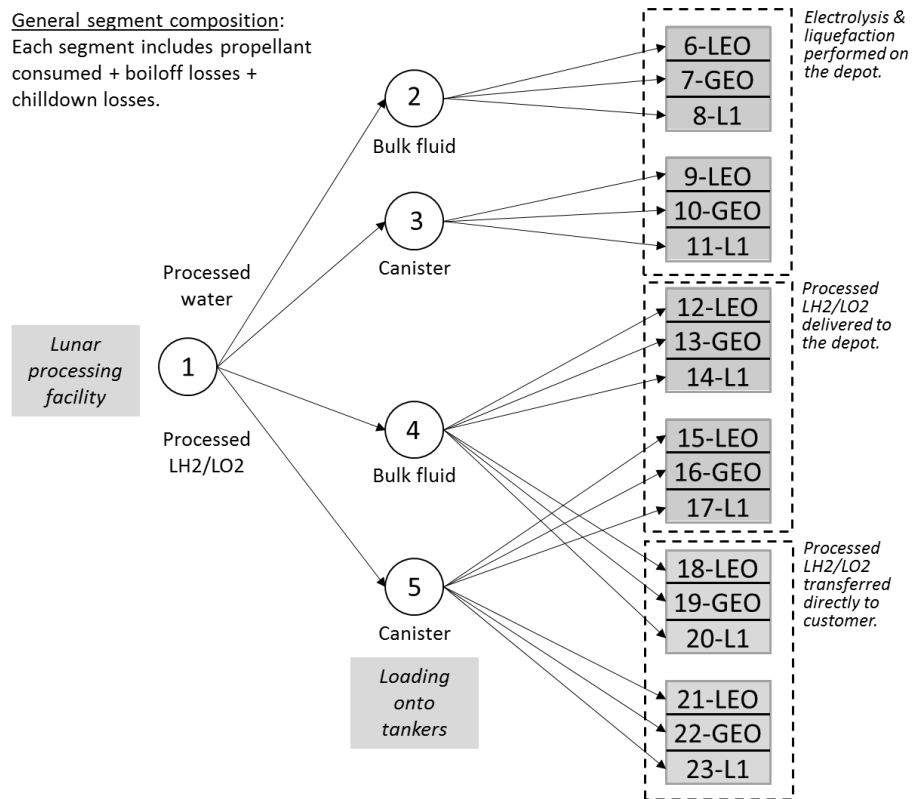 General segment composition:
Each segment includes propellant
consumed + boiloff losses +
chilldown losses.
Electrolysis &
liquefaction
performed on
the depot.
2
Bulk fluid
6-LEO
7-GEO
8-L1
3
Canister
9-LEO
10-GEO
11-L1
Processed
water
Lunar
processing
facility
1
Processed
LH2/LO2
Processed
LH2/LO2
delivered to
the depot.
4
Bulk fluid
12-LEO
13-GEO
14-L1
15-LEO
16-GEO
17-L1
5
Canister
Loading
onto
tankers
Processed
LH2/LO2
transferred
directly to
customer.
18-LEO
19-GEO
20-L1
21-LEO
22-GEO
23-L1